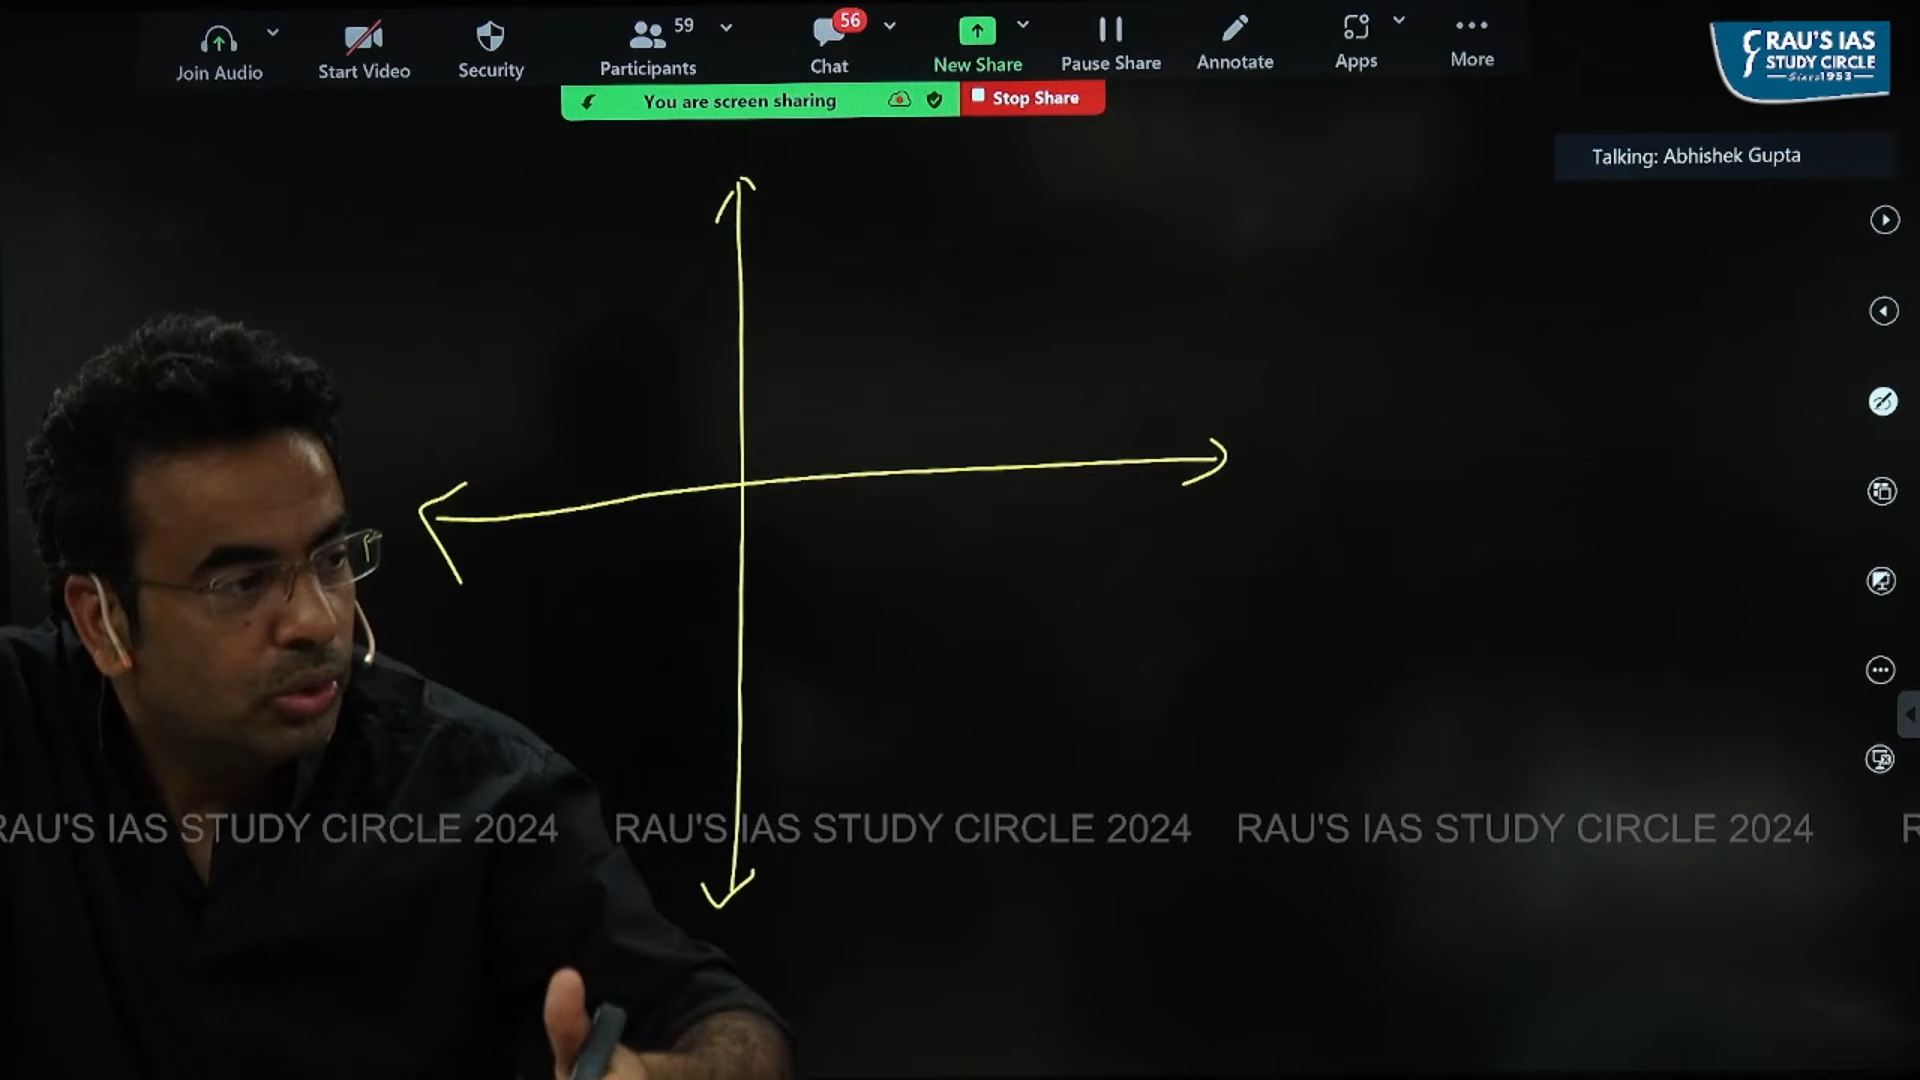 Join Audio
Start Video
Security
Participants
59
Chat
56
New Share
Pause Share
Annotate
Apps
More
You are screen sharing
Stop Share
RAU'S IAS
STUDY CIRCLE
Since 1953
Talking: Abhishek Gupta
RAU'S IAS STUDY CIRCLE 2024 RAU'S IAS STUDY CIRCLE 2024 RAU'S IAS STUDY CIRCLE 2024 R